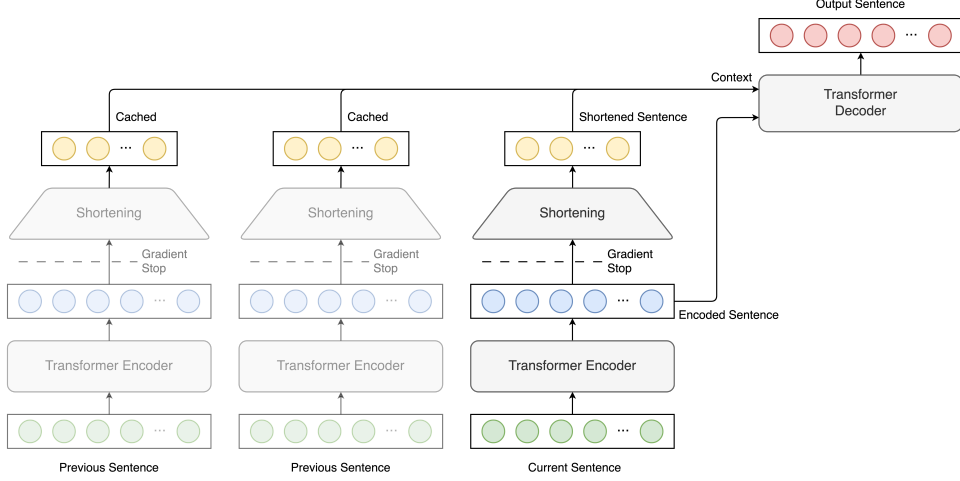 Output Sentence
Context
Transformer
Decoder
Cached
Cached
Shortened Sentence
...
...
...
...
Shortening
Shortening
Shortening
Gradient
Stop
Gradient
Stop
Gradient
Stop
...
...
...
Encoded Sentence
Transformer Encoder
Transformer Encoder
Transformer Encoder
...
...
...
Previous Sentence
Previous Sentence
Current Sentence